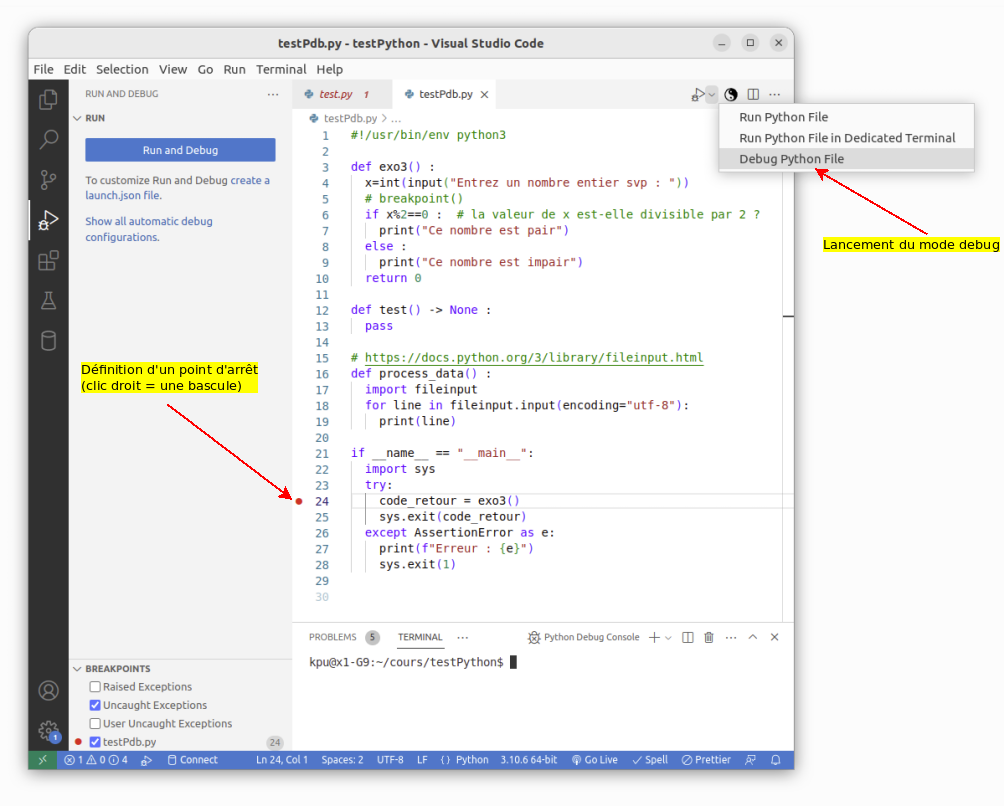 testPdb.py - testPython - Visual Studio Code
File Edit Selection View Go Run Terminal Help
RUN AND DEBUG ...
RUN
Run and Debug
To customize Run and Debug create a
launch.json file.
Show all automatic debug
configurations.
test.py 1 testPdb.py
testPdb.py > ...
Run Python File
Run Python File in Dedicated Terminal
Debug Python File
Lancement du mode debug
1 #!/usr/bin/env python3
2
3 def exo3() :
4 x=int(input("Entrez un nombre entier svp : "))
5 # breakpoint()
6 if x%2==0 : # la valeur de x est-elle divisible par 2 ?
7 print("Ce nombre est pair")
8 else :
9 print("Ce nombre est impair")
10 return 0
11
12 def test() -> None :
13 pass
14
15 # https://docs.python.org/3/library/fileinput.html
16 def process_data() :
17 import fileinput
18 for line in fileinput.input(encoding="utf-8"):
19 print(line)
20
21 if __name__ == "__main__":
22 import sys
23 try:
24 code_retour = exo3()
25 sys.exit(code_retour)
26 except AssertionError as e:
27 print(f"Erreur : {e}")
28 sys.exit(1)
29
30
Définition d'un point d'arrêt
(clic droit = une bascule)
PROBLEMS 5 TERMINAL ... Python Debug Console
kpu@x1-G9:~/cours/testPython$
BREAKPOINTS
Raised Exceptions
Uncaught Exceptions
User Uncaught Exceptions
testPdb.py 24
1
1 0 4 Connect Ln 24, Col 1 Spaces: 2 UTF-8 LF () Python 3.10.6 64-bit Go Live Spell Prettier